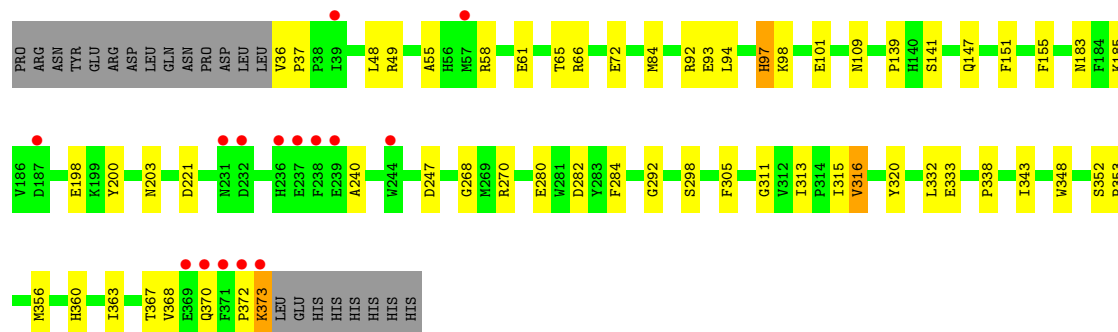 PRO ARG ASN TYR GLU ARG ASP LEU GLN ASN PRO ASP LEU LEU V36 P37 P38 I39 L48 R49 A55 H56 M57 R58 E61 T65 R66 E72 M84 R92 E93 L94 H97 K98 E101 N109 P139 H140 S141 Q147 F151 F155 N183 F184 K185
V186 D187 E198 K199 Y200 N203 D221 N231 D232 H236 E237 F238 E239 A240 W244 D247 G268 M269 R270 E280 W281 D282 Y283 F284 G292 S298 F305 G311 V312 I313 P314 I315 V316 Y320 L332 E333 P338 I343 W348 S352
M356 H360 I363 T367 V368 E369 Q370 F371 P372 K373 LEU GLU HIS HIS HIS HIS HIS HIS